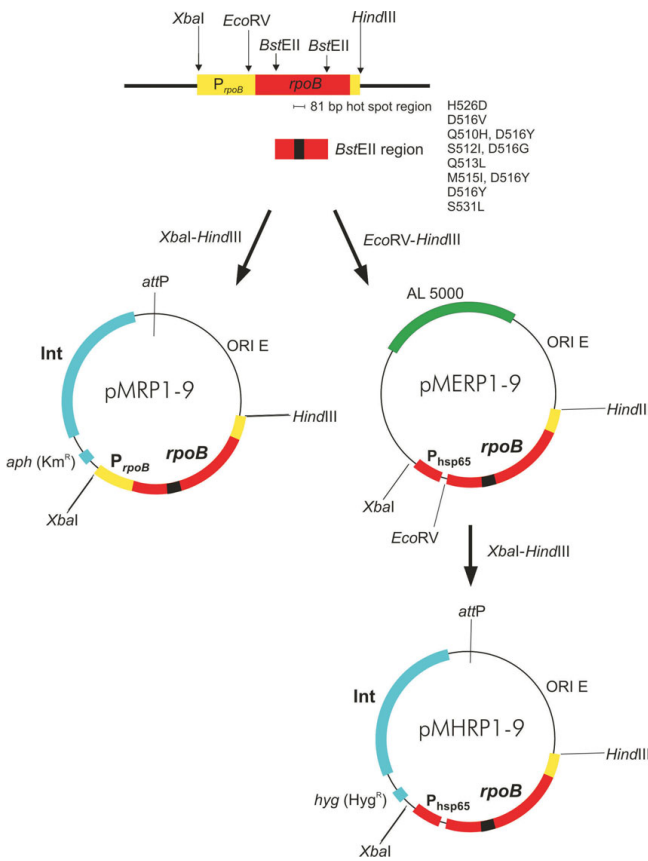 XbaI
EcoRV
HindIII
BstEII
BstEII
PrpoB
rpoB
81 bp hot spot region
H526D
D516V
Q510H, D516Y
S512I, D516G
Q513L
M515I, D516Y
D516Y
S531L
BstEII region
XbaI-HindIII
EcoRV-HindIII
attP
Int
ORI E
pMRP1-9
HindIII
aph (KmR)
PrpoB
rpoB
XbaI
AL 5000
ORI E
pMERP1-9
HindII
Phsp65
rpoB
XbaI
EcoRV
XbaI-HindIII
attP
Int
ORI E
pMHRP1-9
HindIII
hyg (HygR)
Phsp65
rpoB
XbaI